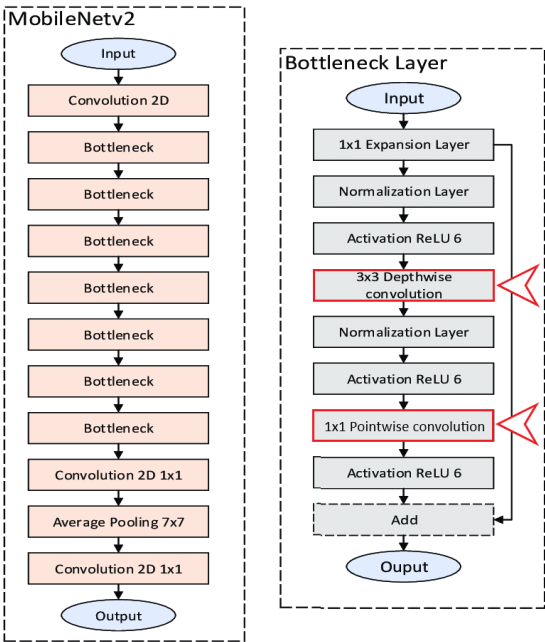 MobileNetv2
Input
Convolution 2D
Bottleneck
Bottleneck
Bottleneck
Bottleneck
Bottleneck
Bottleneck
Bottleneck
Convolution 2D 1x1
Average Pooling 7x7
Convolution 2D 1x1
Output
Bottleneck Layer
Input
1x1 Expansion Layer
Normalization Layer
Activation ReLU 6
3x3 Depthwise
convolution
Normalization Layer
Activation ReLU 6
1x1 Pointwise convolution
Activation ReLU 6
Add
Ouput